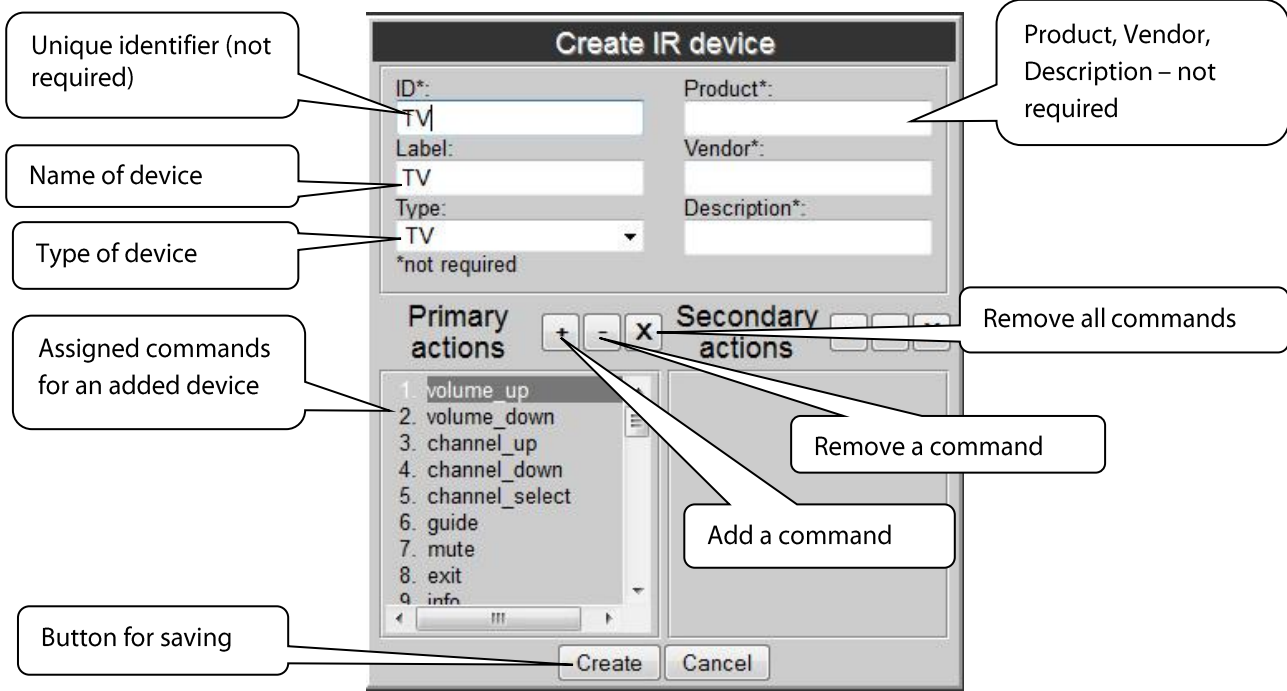 Create IR device
Unique identifier (not
required)
Product, Vendor,
Description – not
required
ID*:
Product*:
TV
Label:
Vendor*:
Name of device
TV
Type:
Description*:
Type of device
TV
*not required
Primary
actions
+ - X
Secondary
actions
Remove all commands
Assigned commands
for an added device
1. volume_up
2. volume_down
3. channel_up
4. channel_down
5. channel_select
6. guide
7. mute
8. exit
9. info
Remove a command
Add a command
Button for saving
Create
Cancel